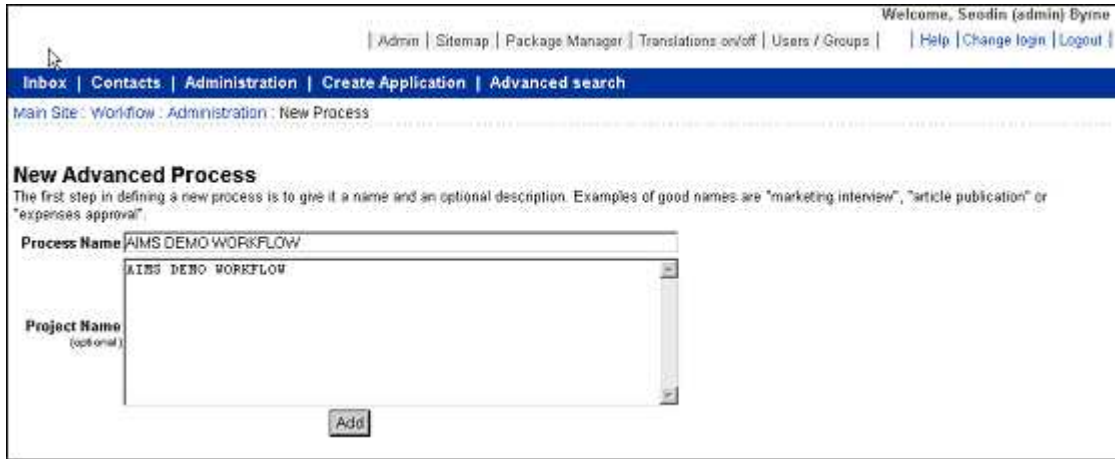 Welcome, Seodin (admin) Byrne
| Admin | Sitemap | Package Manager | Translations on/off | Users / Groups | | Help | Change login | Logout |
Inbox | Contacts | Administration | Create Application | Advanced search
Main Site : Workflow : Administration : New Process
New Advanced Process
The first step in defining a new process is to give it a name and an optional description. Examples of good names are "marketing interview", "article publication" or
"expenses approval".
Process Name AIMS DEMO WORKFLOW
AIMS DEMO WORKFLOW
Project Name
(optional)
Add